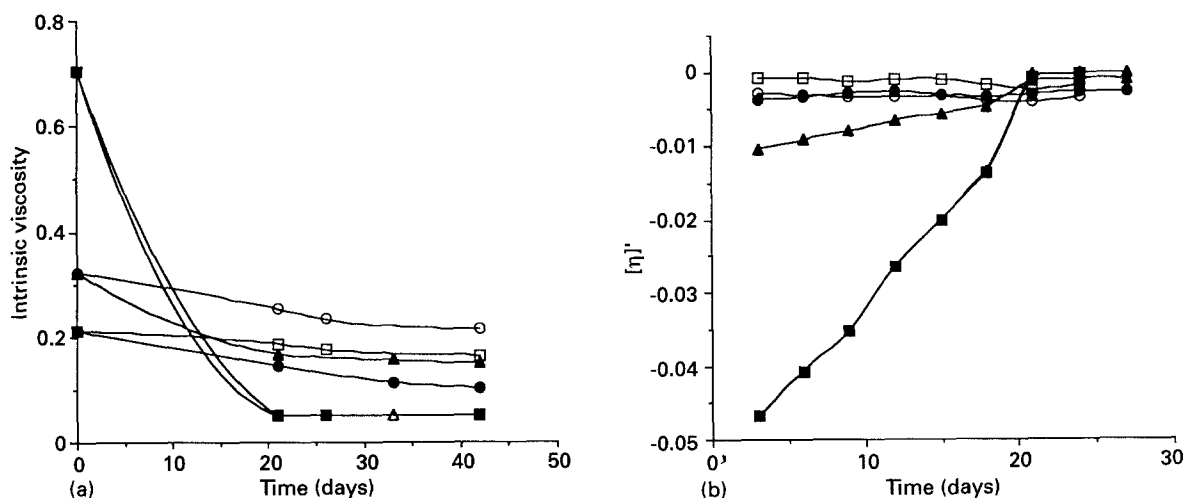 0.8
0.6
0.4
0.2
0
Intrinsic viscosity
0 10 20 30 40 50
(a) Time (days)
0
-0.01
-0.02
-0.03
-0.04
-0.05
[η]'
0, 10 20 30
(b) Time (days)